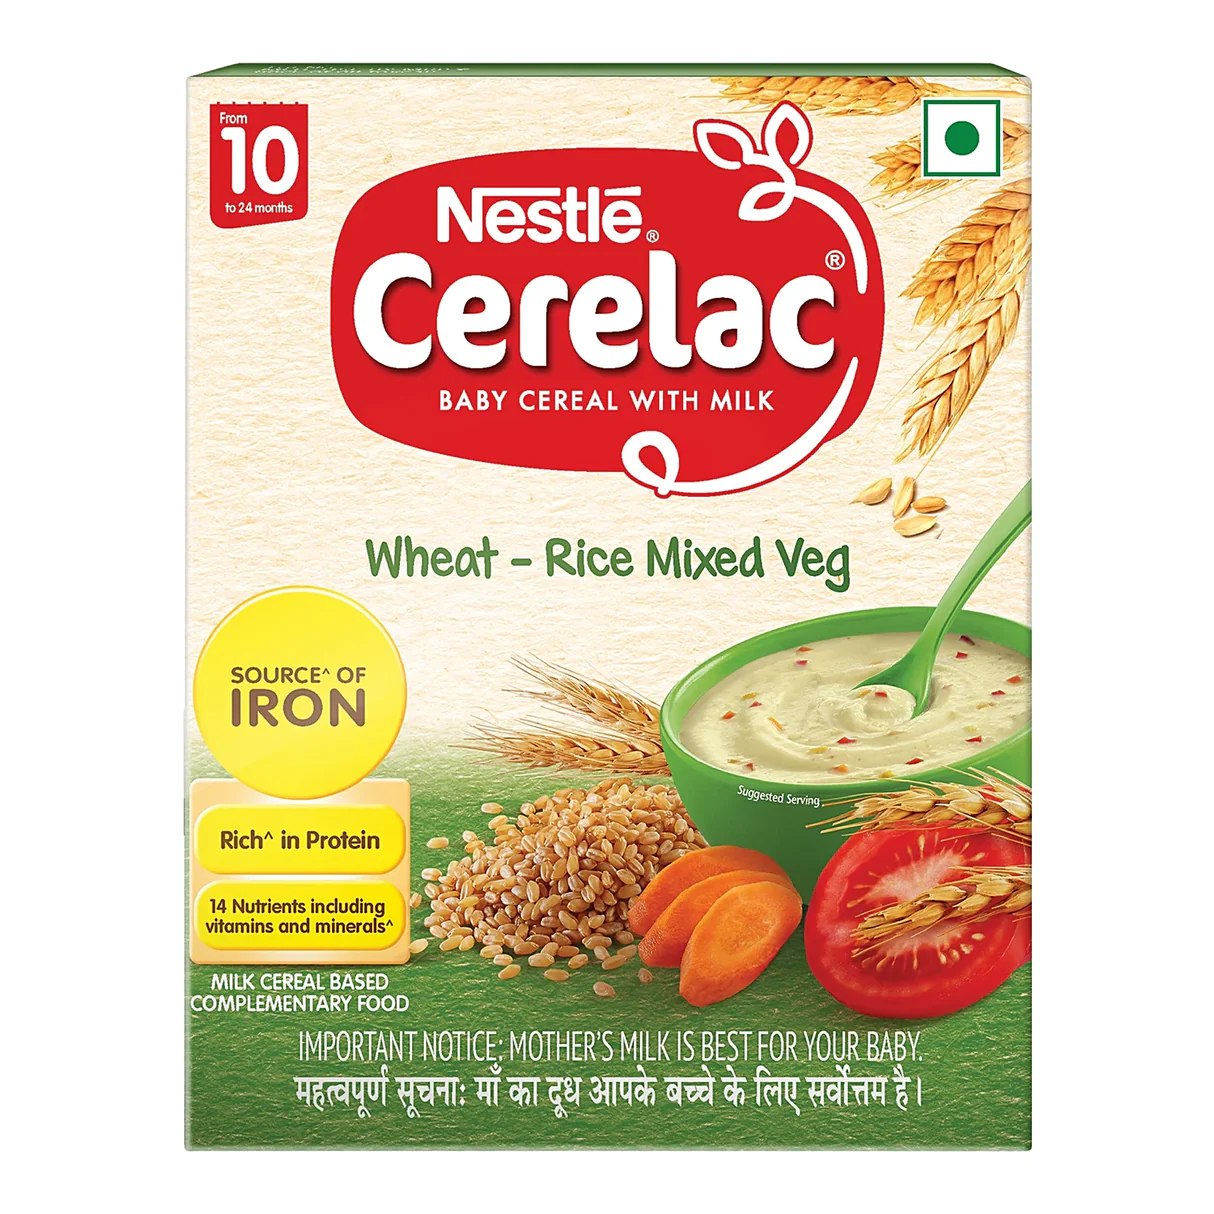 From
10
to 24 months
Nestlé®
Cerelac®
BABY CEREAL WITH MILK
Wheat – Rice Mixed Veg
SOURCE^ OF
IRON
Suggested Serving
Rich^ in Protein
14 Nutrients including
vitamins and minerals^
MILK CEREAL BASED
COMPLEMENTARY FOOD
IMPORTANT NOTICE: MOTHER'S MILK IS BEST FOR YOUR BABY.
महत्वपूर्ण सूचना: माँ का दूध आपके बच्चे के लिए सर्वोत्तम है।